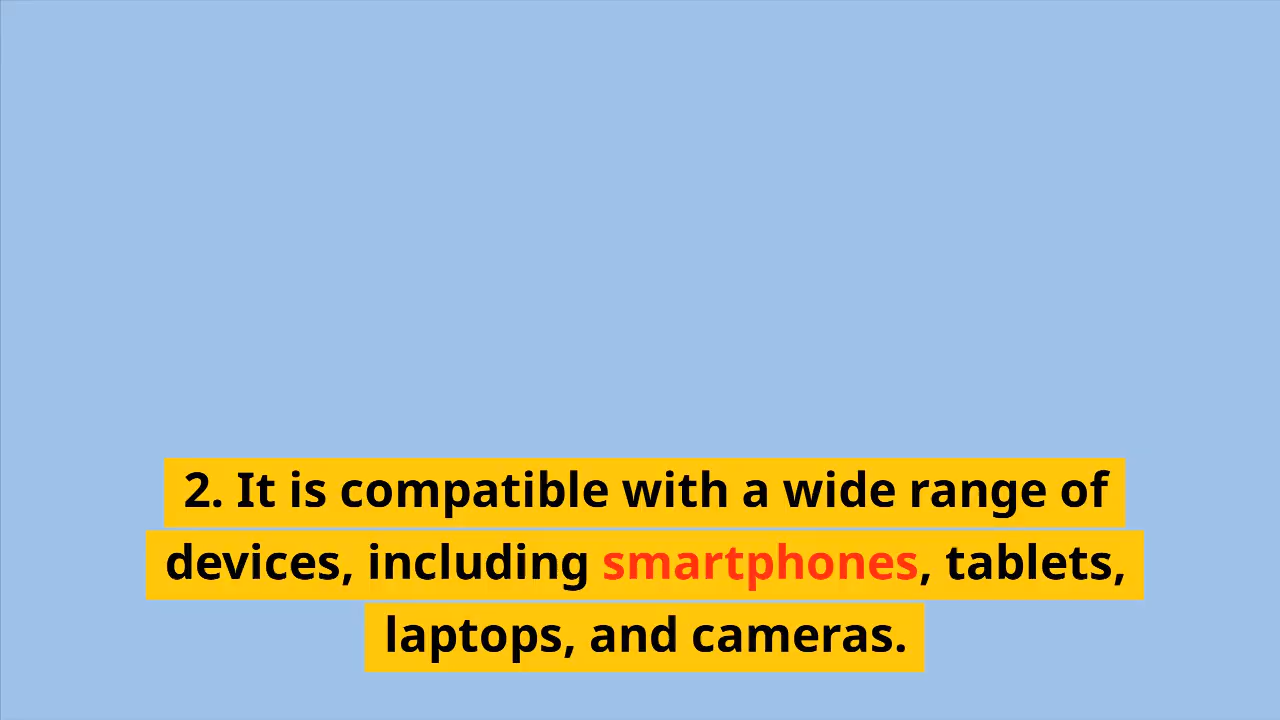 2. It is compatible with a wide range of
devices, including smartphones, tablets,
laptops, and cameras.